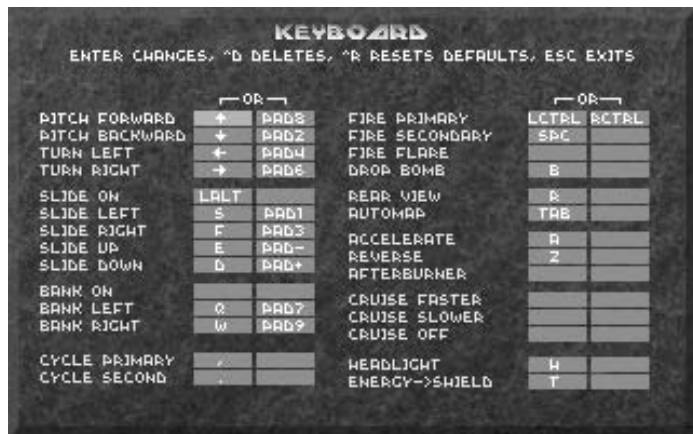 KEYBOARD
ENTER CHANGES, ^D DELETES, ^R RESETS DEFAULTS, ESC EXITS
OR
PITCH FORWARD ↑ PAD8
PITCH BACKWARD ↓ PAD2
TURN LEFT ← PAD4
TURN RIGHT → PAD6
SLIDE ON LALT
SLIDE LEFT S PAD1
SLIDE RIGHT F PAD3
SLIDE UP E PAD-
SLIDE DOWN D PAD+
BANK ON
BANK LEFT Q PAD7
BANK RIGHT W PAD9
CYCLE PRIMARY ,
CYCLE SECOND .
OR
FIRE PRIMARY LCTRL RCTRL
FIRE SECONDARY SPC
FIRE FLARE
DROP BOMB B
REAR VIEW R
AUTOMAP TAB
ACCELERATE A
REVERSE Z
AFTERBURNER
CRUISE FASTER
CRUISE SLOWER
CRUISE OFF
HEADLIGHT H
ENERGY->SHIELD T